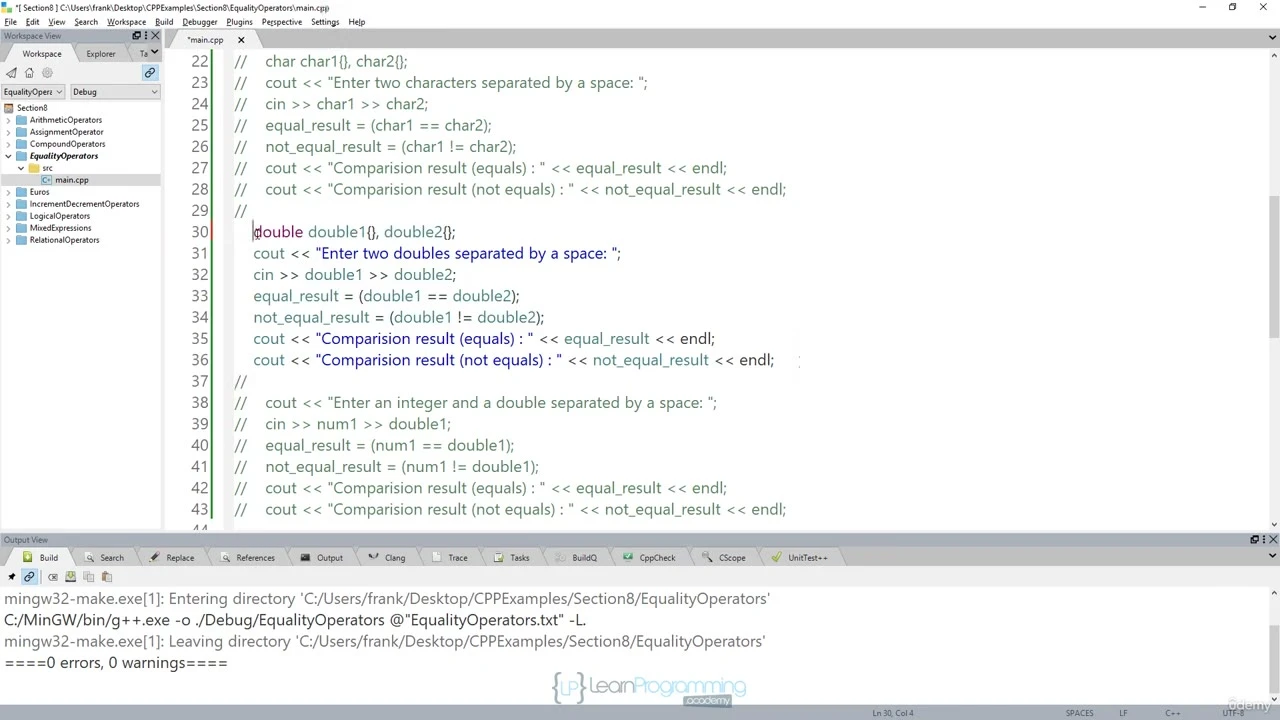 *[ Section8 ] C:\Users\frank\Desktop\CPPExamples\Section8\EqualityOperators\main.cpp
File Edit View Search Workspace Build Debugger Plugins Perspective Settings Help
Workspace View
Workspace Explorer Ta
EqualityOpera Debug
Section8
ArithmeticOperators
AssignmentOperator
CompoundOperators
EqualityOperators
src
main.cpp
Euros
IncrementDecrementOperators
LogicalOperators
MixedExpressions
RelationalOperators
*main.cpp
22 // char char1{}, char2{};
23 // cout << "Enter two characters separated by a space: ";
24 // cin >> char1 >> char2;
25 // equal_result = (char1 == char2);
26 // not_equal_result = (char1 != char2);
27 // cout << "Comparision result (equals) : " << equal_result << endl;
28 // cout << "Comparision result (not equals) : " << not_equal_result << endl;
29 //
30 double double1{}, double2{};
31 cout << "Enter two doubles separated by a space: ";
32 cin >> double1 >> double2;
33 equal_result = (double1 == double2);
34 not_equal_result = (double1 != double2);
35 cout << "Comparision result (equals) : " << equal_result << endl;
36 cout << "Comparision result (not equals) : " << not_equal_result << endl;
37 //
38 // cout << "Enter an integer and a double separated by a space: ";
39 // cin >> num1 >> double1;
40 // equal_result = (num1 == double1);
41 // not_equal_result = (num1 != double1);
42 // cout << "Comparision result (equals) : " << equal_result << endl;
43 // cout << "Comparision result (not equals) : " << not_equal_result << endl;
44
Output View
Build Search Replace References Output Clang Trace Tasks BuildQ CppCheck CScope UnitTest++
mingw32-make.exe[1]: Entering directory 'C:/Users/frank/Desktop/CPPExamples/Section8/EqualityOperators'
C:/MinGW/bin/g++.exe -o ./Debug/EqualityOperators @"EqualityOperators.txt" -L.
mingw32-make.exe[1]: Leaving directory 'C:/Users/frank/Desktop/CPPExamples/Section8/EqualityOperators'
====0 errors, 0 warnings====
{LP} LearnProgramming
academy
Udemy
Ln 30, Col 4 SPACES LF C++ UTF-8